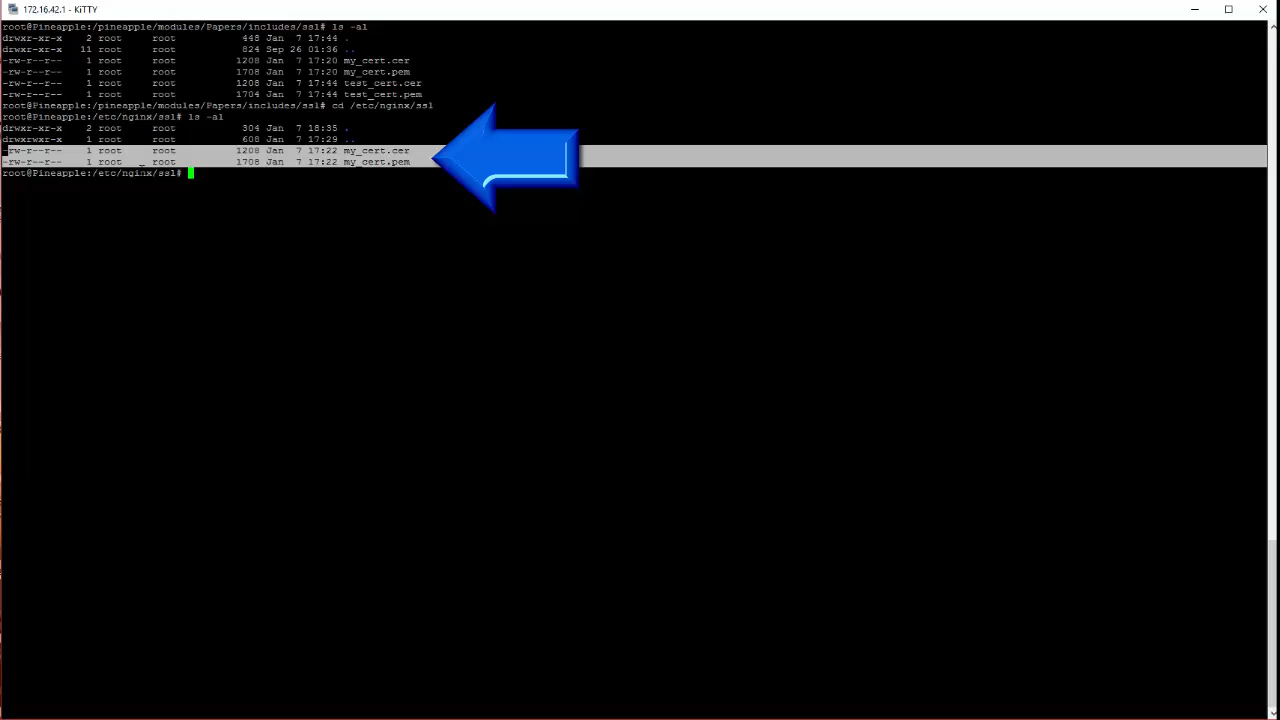 172.16.42.1 - KiTTY
root@Pineapple:/pineapple/modules/Papers/includes/ssl# ls -al
drwxr-xr-x 2 root root 448 Jan 7 17:44 .
drwxr-xr-x 11 root root 824 Sep 26 01:36 ..
-rw-r--r-- 1 root root 1208 Jan 7 17:20 my_cert.cer
-rw-r--r-- 1 root root 1708 Jan 7 17:20 my_cert.pem
-rw-r--r-- 1 root root 1208 Jan 7 17:44 test_cert.cer
-rw-r--r-- 1 root root 1704 Jan 7 17:44 test_cert.pem
root@Pineapple:/pineapple/modules/Papers/includes/ssl# cd /etc/nginx/ssl
root@Pineapple:/etc/nginx/ssl# ls -al
drwxr-xr-x 2 root root 304 Jan 7 18:35 .
drwxrwxr-x 1 root root 608 Jan 7 17:29 ..
-rw-r--r-- 1 root root 1208 Jan 7 17:22 my_cert.cer
-rw-r--r-- 1 root root 1708 Jan 7 17:22 my_cert.pem
root@Pineapple:/etc/nginx/ssl#